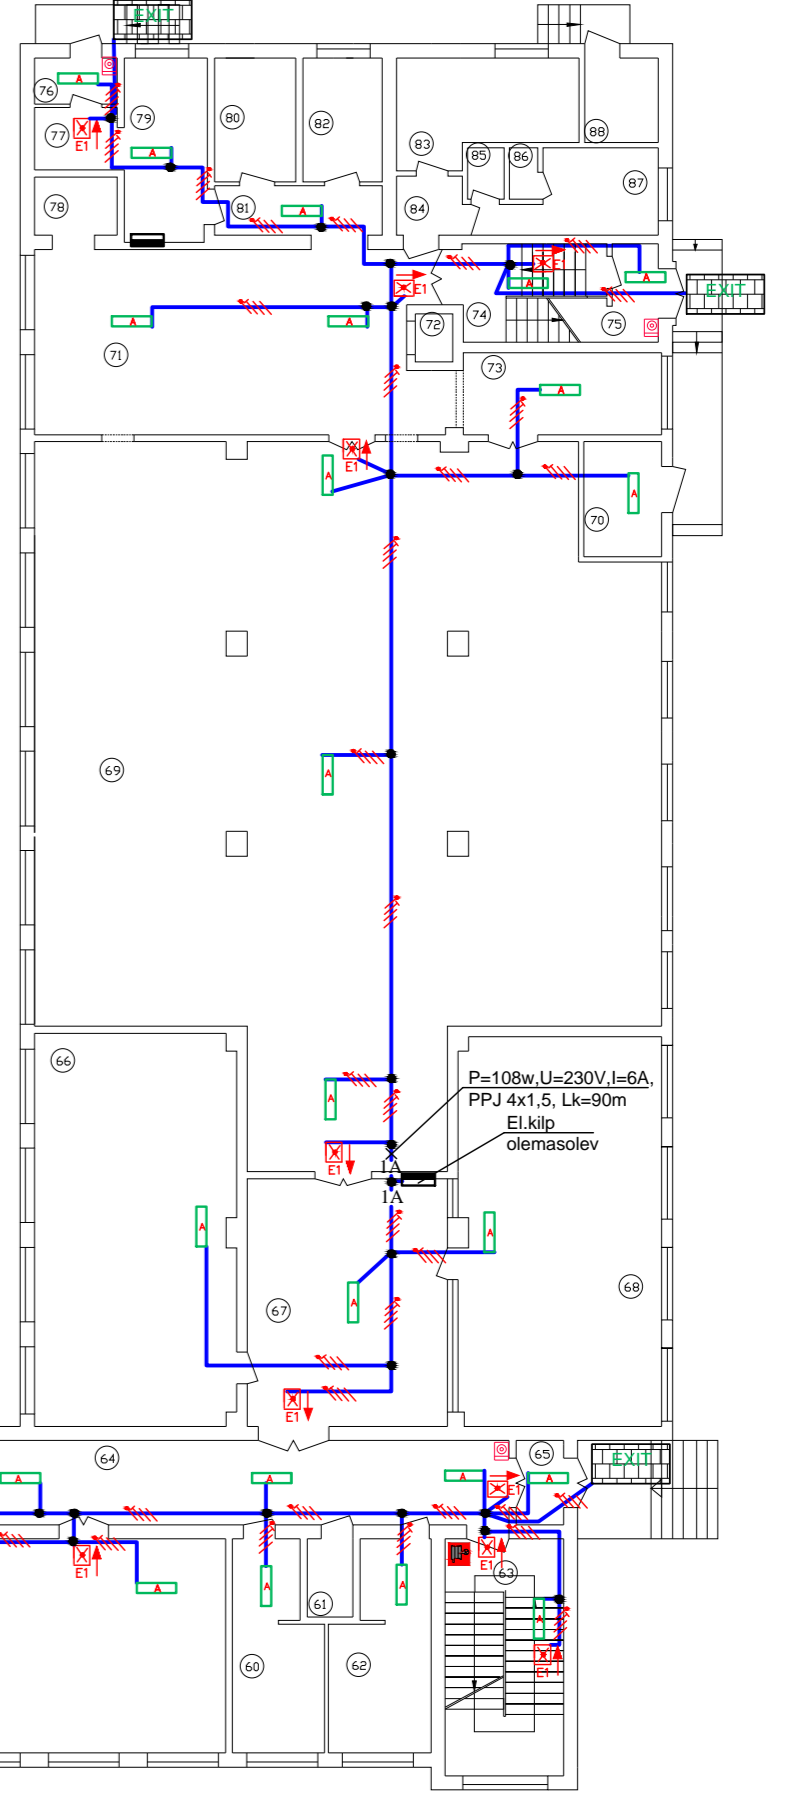 EXIT
A
76
77
E1
79
A
80
82
83
85
86
88
87
78
81
A
84
E1
A
A
EXIT
E1
A
A
72
74
75
71
73
A
E1
A
A
70
69
A
66
P=108w,U=230V,I=6A,
PPJ 4x1,5, Lk=90m
El.kilp
olemasolev
A
E1
1A
1A
A
A
A
67
68
E1
64
65
EXIT
A
A
A
A
E1
E1
E1
63
A
A
A
61
A
60
62
E1